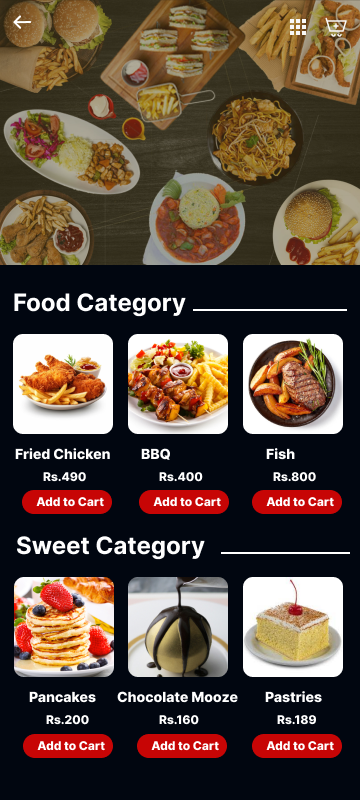 Food Category
Fried Chicken BBQ Fish
Rs.490 Rs.400 Rs.800
Add to Cart Add to Cart Add to Cart
Sweet Category
Pancakes Chocolate Mooze Pastries
Rs.200 Rs.160 Rs.189
Add to Cart Add to Cart Add to Cart